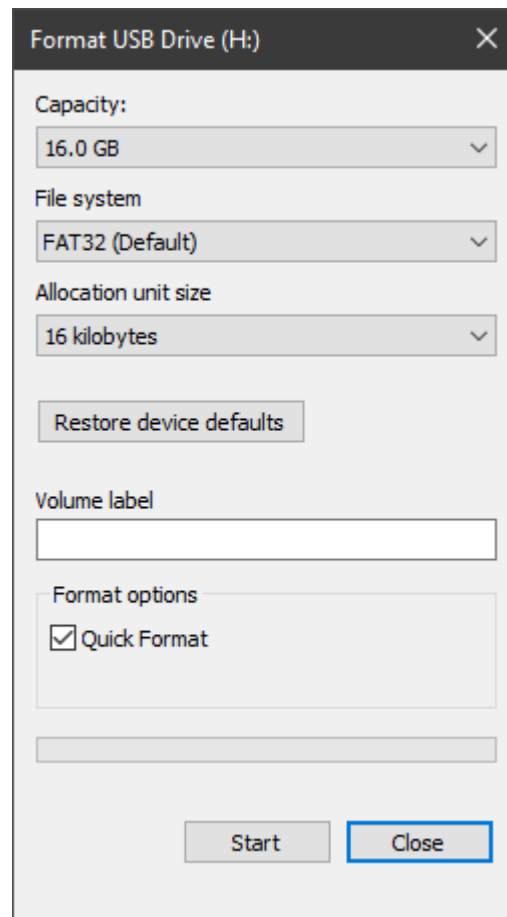 Format USB Drive (H:)
Capacity:
16.0 GB
File system
FAT32 (Default)
Allocation unit size
16 kilobytes
Restore device defaults
Volume label
Format options
Quick Format
Start Close